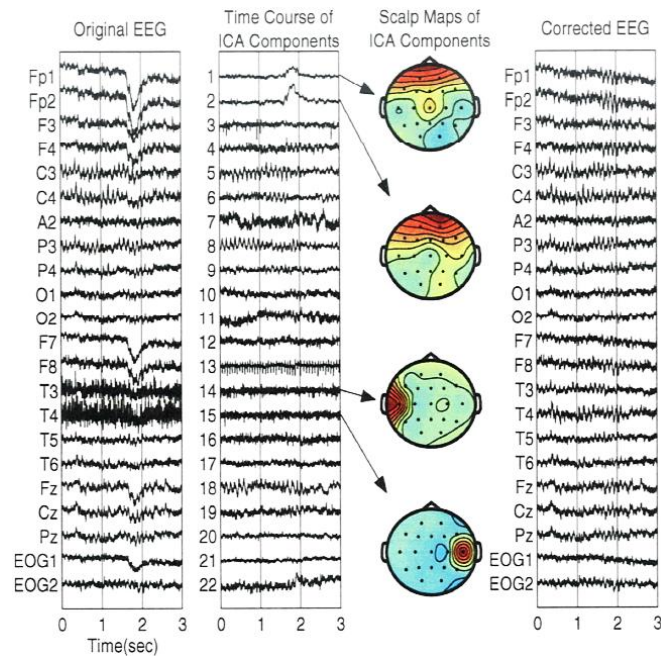 Original EEG
Time Course of
ICA Components
Scalp Maps of
ICA Components
Corrected EEG
Fp1
Fp2
F3
F4
C3
C4
A2
P3
P4
O1
O2
F7
F8
T3
T4
T5
T6
Fz
Cz
Pz
EOG1
EOG2
0 1 2 3
Time(sec)
1
2
3
4
5
6
7
8
9
10
11
12
13
14
15
16
17
18
19
20
21
22
0 1 2 3
Fp1
Fp2
F3
F4
C3
C4
A2
P3
P4
O1
O2
F7
F8
T3
T4
T5
T6
Fz
Cz
Pz
EOG1
EOG2
0 1 2 3